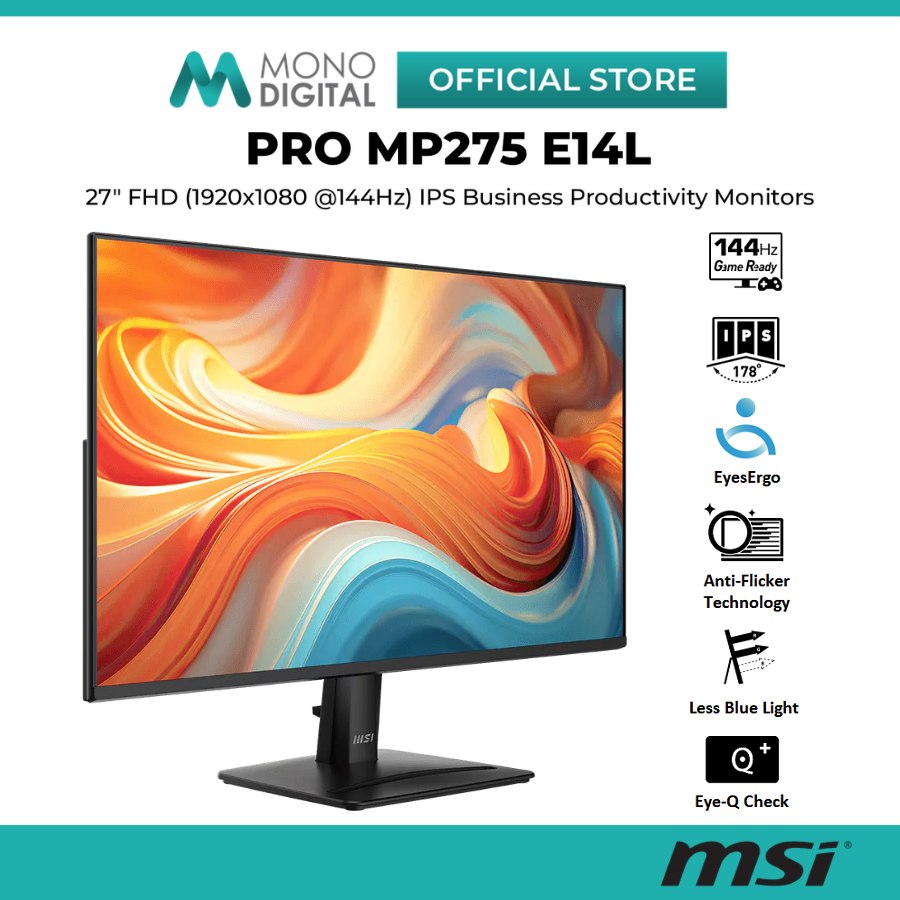 MONO
DIGITAL
OFFICIAL STORE
PRO MP275 E14L
27" FHD (1920x1080 @144Hz) IPS Business Productivity Monitors
144Hz
Game Ready
IPS
178°
EyesErgo
Anti-Flicker
Technology
Less Blue Light
Q+
Eye-Q Check
msi
msi®